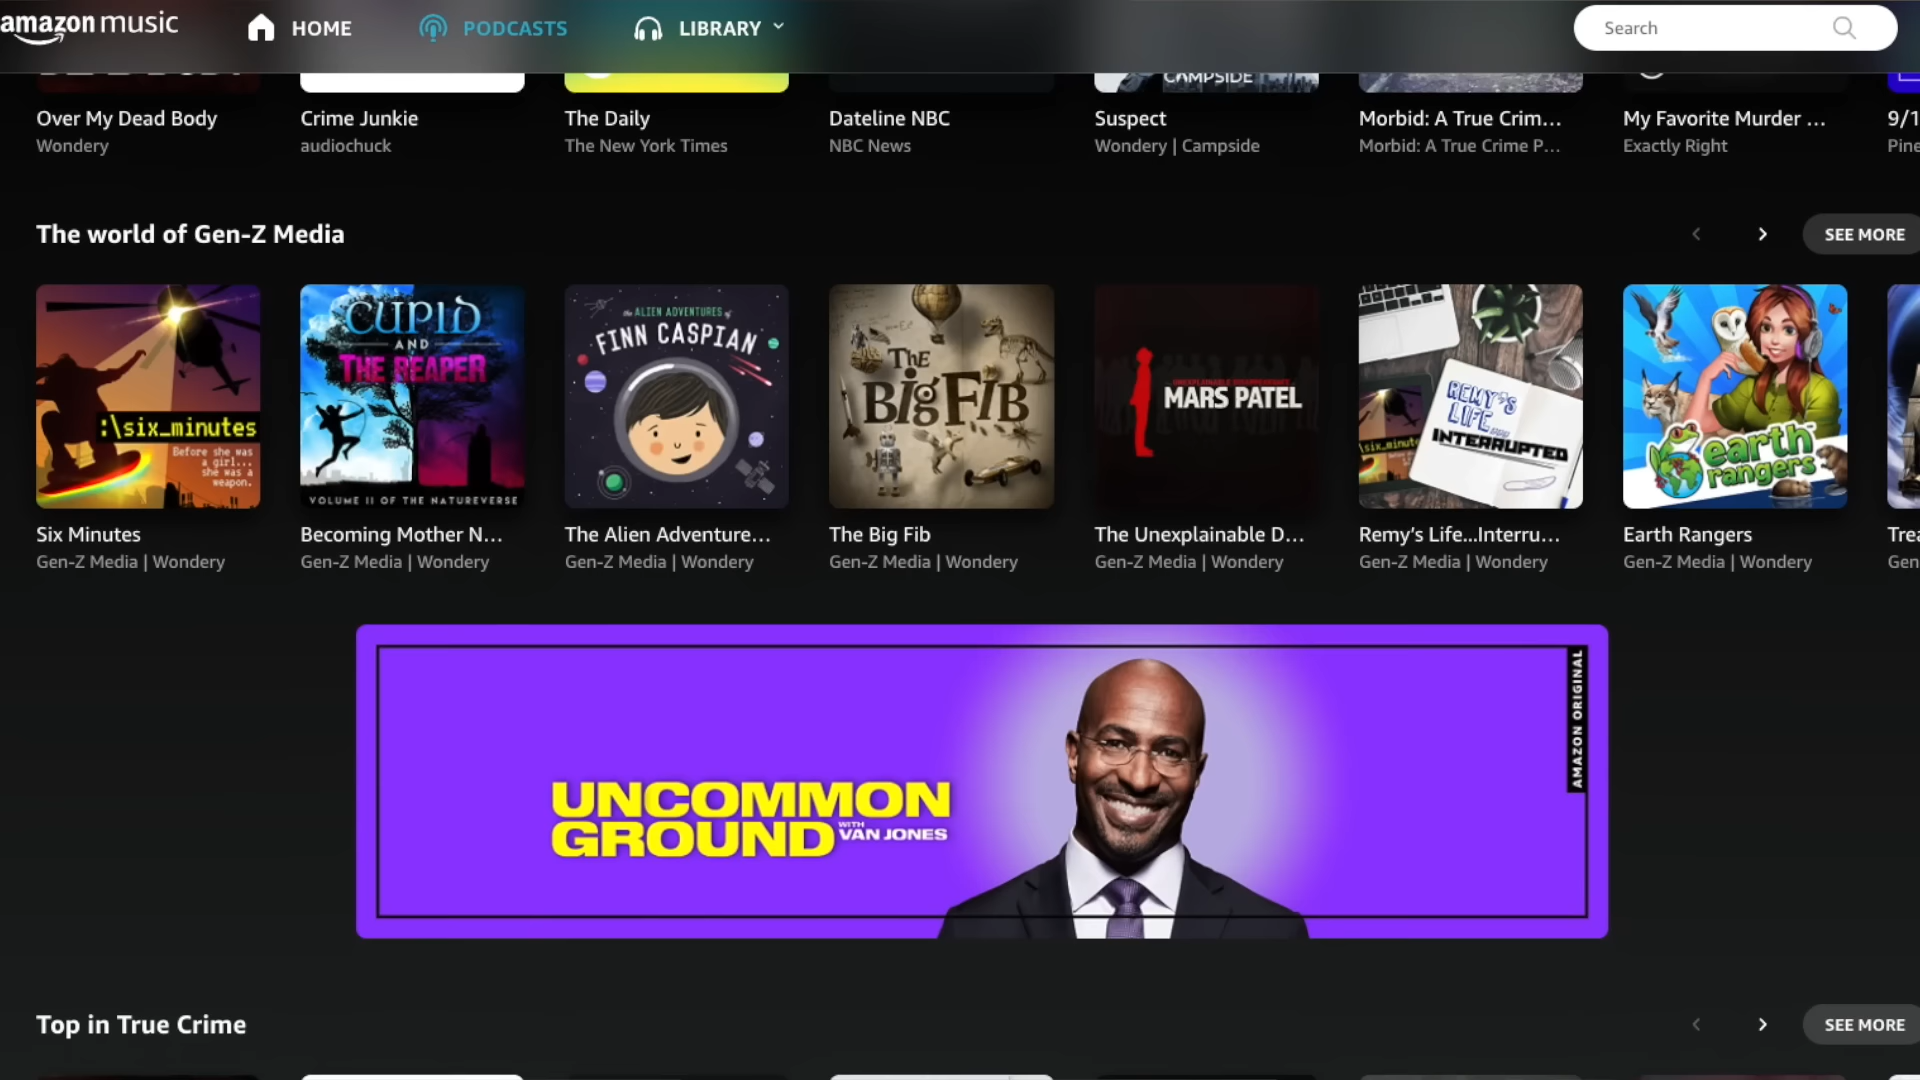 amazon music
HOME
PODCASTS
LIBRARY
Search
CAMPSIDE
Over My Dead Body
Crime Junkie
The Daily
Dateline NBC
Suspect
Morbid: A True Crim...
My Favorite Murder ...
9/1
Wondery
audiochuck
The New York Times
NBC News
Wondery | Campside
Morbid: A True Crime P...
Exactly Right
Pine
The world of Gen-Z Media
SEE MORE
:\six_minutes
Before she was
a girl...
she was a
weapon.
CUPID
AND
THE REAPER
VOLUME II OF THE NATUREVERSE
the ALIEN ADVENTURES of
FINN CASPIAN
THE
BIG FIB
MARS PATEL
REMY'S
LIFE...
INTERRUPTED
earth
rangers
Six Minutes
Becoming Mother N...
The Alien Adventure...
The Big Fib
The Unexplainable D...
Remy's Life...Interru...
Earth Rangers
Trea
Gen-Z Media | Wondery
Gen-Z Media | Wondery
Gen-Z Media | Wondery
Gen-Z Media | Wondery
Gen-Z Media | Wondery
Gen-Z Media | Wondery
Gen-Z Media | Wondery
Gen
UNCOMMON
GROUND
WITH
VAN JONES
AMAZON ORIGINAL
Top in True Crime
SEE MORE